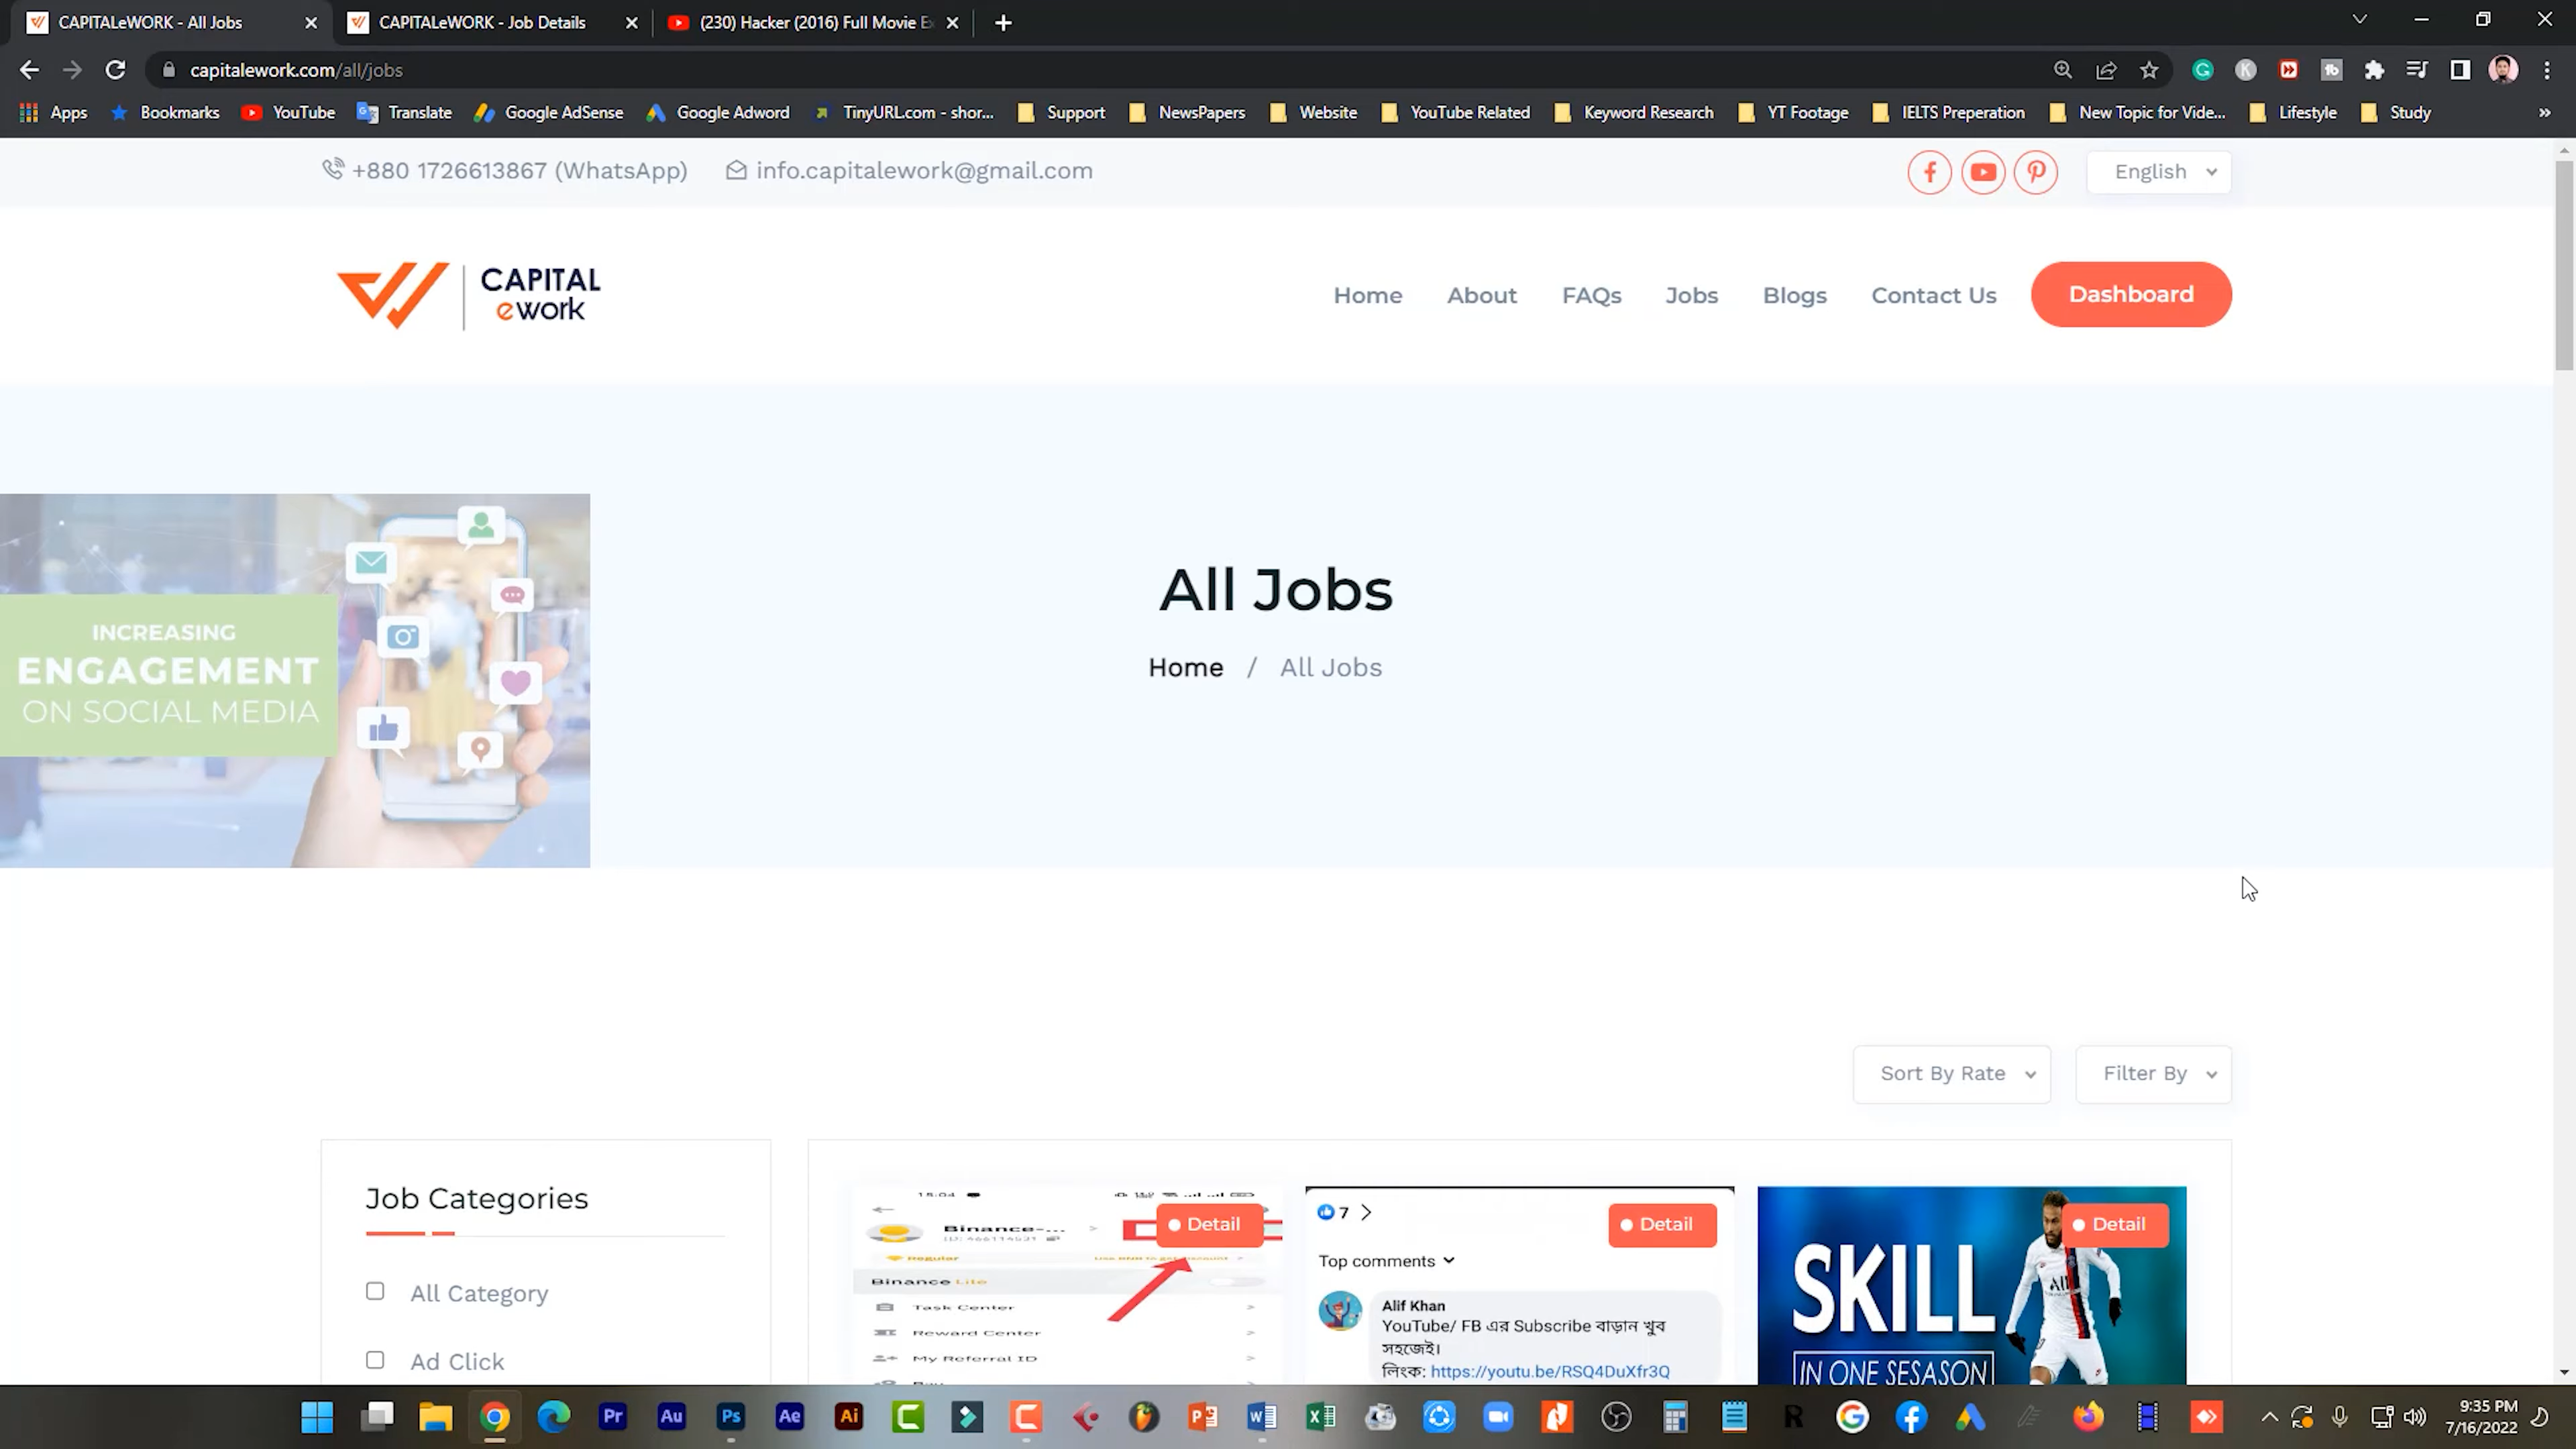 CAPITALeWORK - All Jobs
CAPITALeWORK - Job Details
(230) Hacker (2016) Full Movie E
capitalework.com/all/jobs
Apps
Bookmarks
YouTube
Translate
Google AdSense
Google Adword
TinyURL.com - shor...
Support
NewsPapers
Website
YouTube Related
Keyword Research
YT Footage
IELTS Preperation
New Topic for Vide...
Lifestyle
Study
+880 1726613867 (WhatsApp)
info.capitalework@gmail.com
English
CAPITAL
ework
Home
About
FAQs
Jobs
Blogs
Contact Us
Dashboard
INCREASING
ENGAGEMENT
ON SOCIAL MEDIA
All Jobs
Home / All Jobs
Sort By Rate
Filter By
Job Categories
All Category
Ad Click
15:04
Binance-...
Detail
Regular
Binance Lite
Task Center
Reward Center
My Referral ID
7
Detail
Top comments
Alif Khan
YouTube/ FB এর Subscribe বাড়ান খুব
সহজেই।
লিংক: https://youtu.be/RSQ4DuXfr3Q
Detail
SKILL
IN ONE SESASON
9:35 PM
7/16/2022